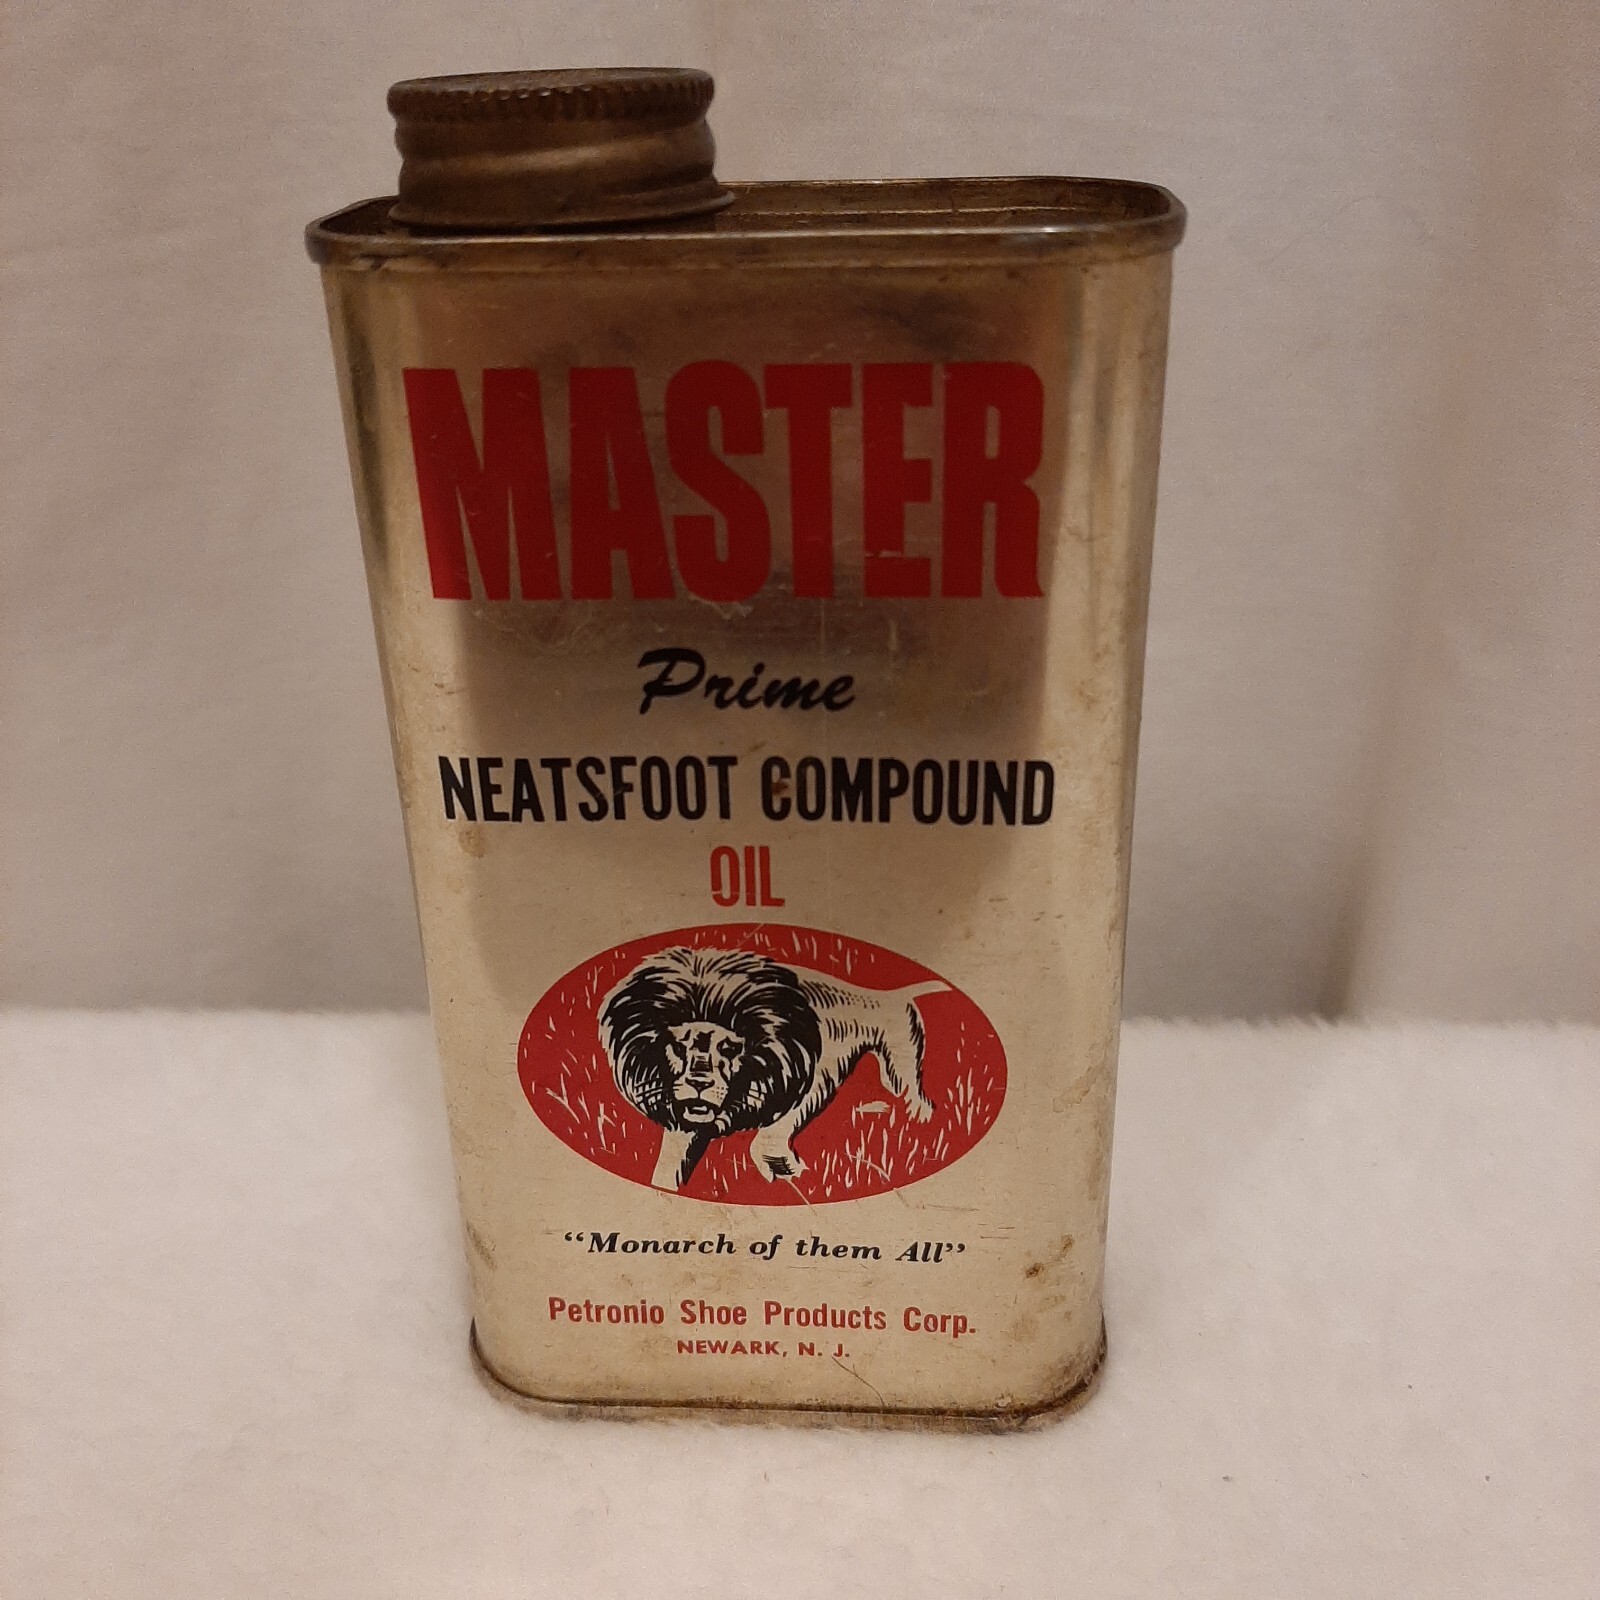 MASTER
Prime
NEATSFOOT COMPOUND
OIL
“Monarch of them All”
Petronio Shoe Products Corp.
NEWARK, N. J.